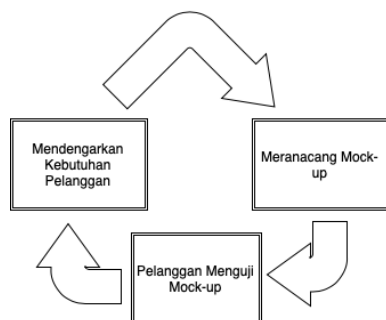 Mendengarkan
Kebutuhan
Pelanggan
Meranacang Mock-
up
Pelanggan Menguji
Mock-up